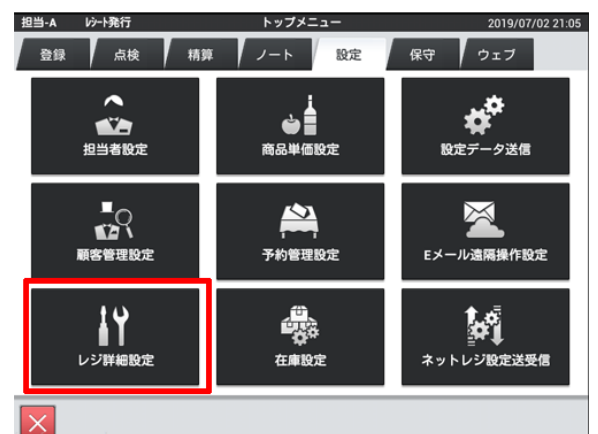 担当-A ﾚｼｰﾄ発行 トップメニュー 2019/07/02 21:05
登録 点検 精算 ノート 設定 保守 ウェブ
担当者設定 商品単価設定 設定データ送信
顧客管理設定 予約管理設定 Eメール遠隔操作設定
レジ詳細設定 在庫設定 ネットレジ設定送受信